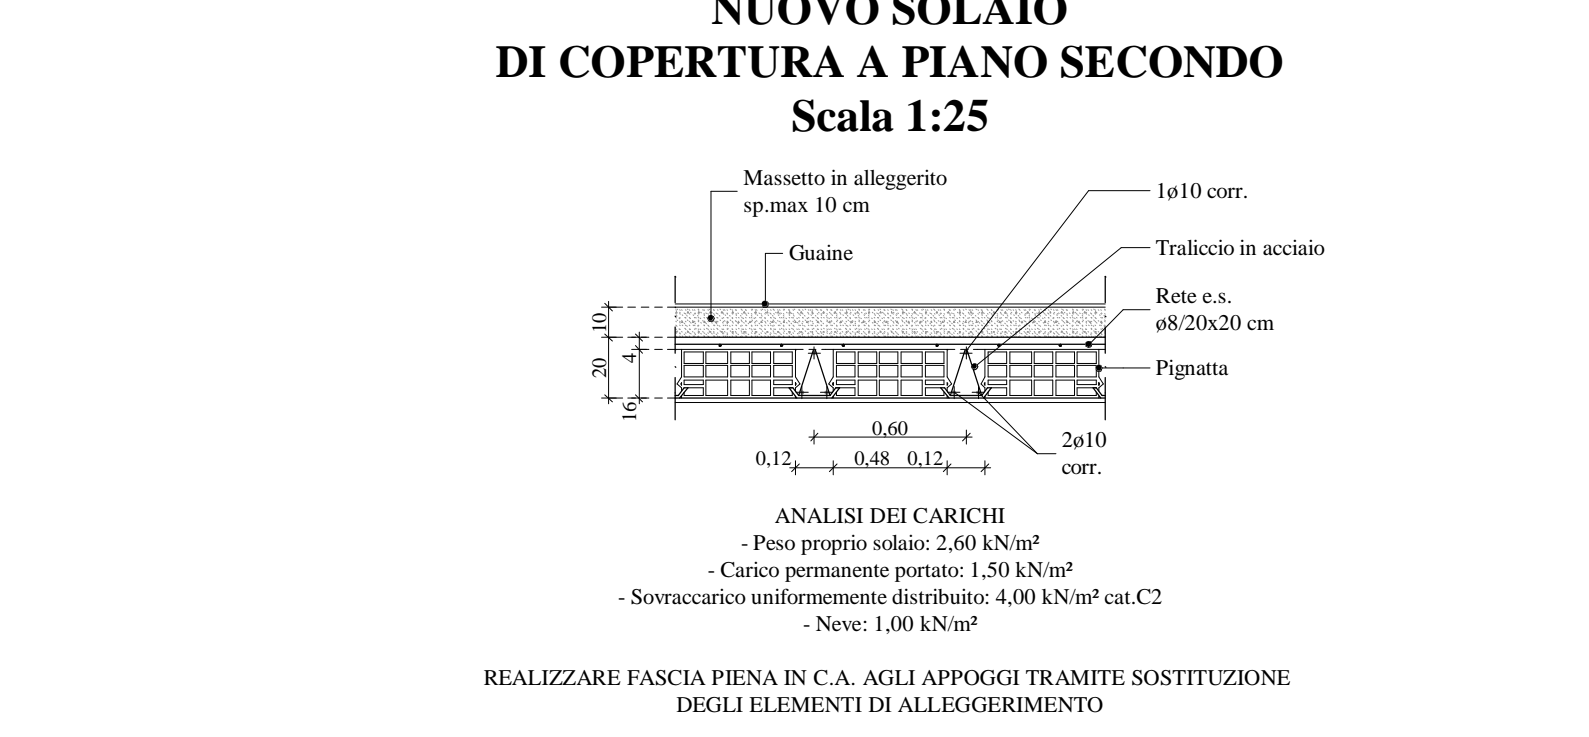 NUOVO SOLAIO
DI COPERTURA A PIANO SECONDO
Scala 1:25
Massetto in alleggerito
sp.max 10 cm
1ø10 corr.
Guaine
Traliccio in acciaio
Rete e.s.
ø8/20x20 cm
10
20
4
16
Pignatta
0,60
2ø10
corr.
0,12
0,48
0,12
ANALISI DEI CARICHI
- Peso proprio solaio: 2,60 kN/m²
- Carico permanente portato: 1,50 kN/m²
- Sovraccarico uniformemente distribuito: 4,00 kN/m² cat.C2
- Neve: 1,00 kN/m²
REALIZZARE FASCIA PIENA IN C.A. AGLI APPOGGI TRAMITE SOSTITUZIONE
DEGLI ELEMENTI DI ALLEGGERIMENTO